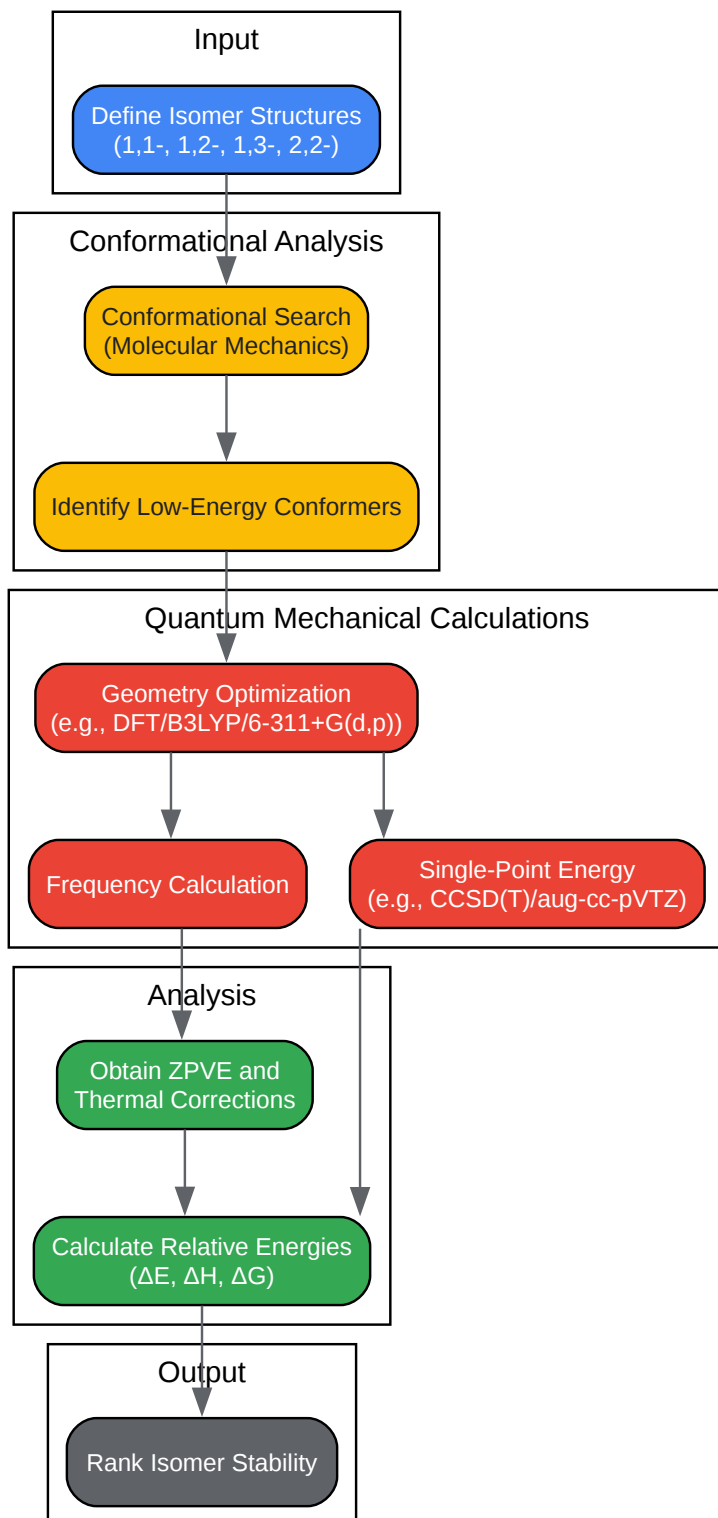 Input
Define Isomer Structures
(1,1-, 1,2-, 1,3-, 2,2-)
Conformational Analysis
Conformational Search
(Molecular Mechanics)
Identify Low-Energy Conformers
Quantum Mechanical Calculations
Geometry Optimization
(e.g., DFT/B3LYP/6-311+G(d,p))
Frequency Calculation
Single-Point Energy
(e.g., CCSD(T)/aug-cc-pVTZ)
Analysis
Obtain ZPVE and
Thermal Corrections
Calculate Relative Energies
(ΔE, ΔH, ΔG)
Output
Rank Isomer Stability